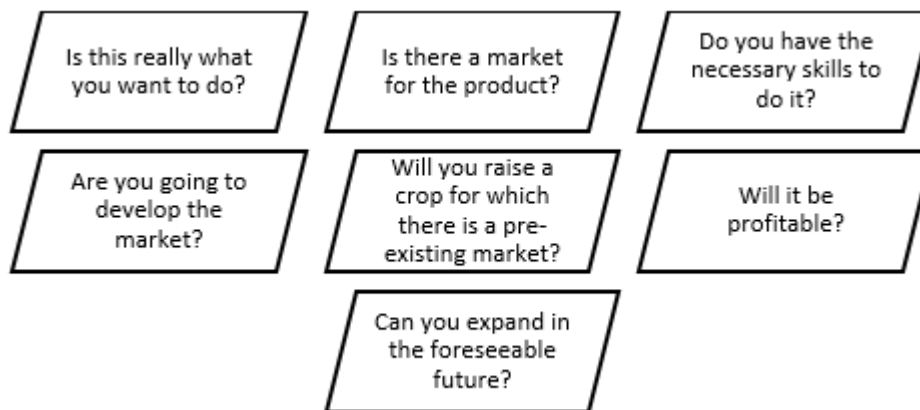 Is this really what
you want to do?
Is there a market
for the product?
Do you have the
necessary skills to
do it?
Are you going to
develop the
market?
Will you raise a
crop for which
there is a pre-
existing market?
Will it be
profitable?
Can you expand in
the foreseeable
future?